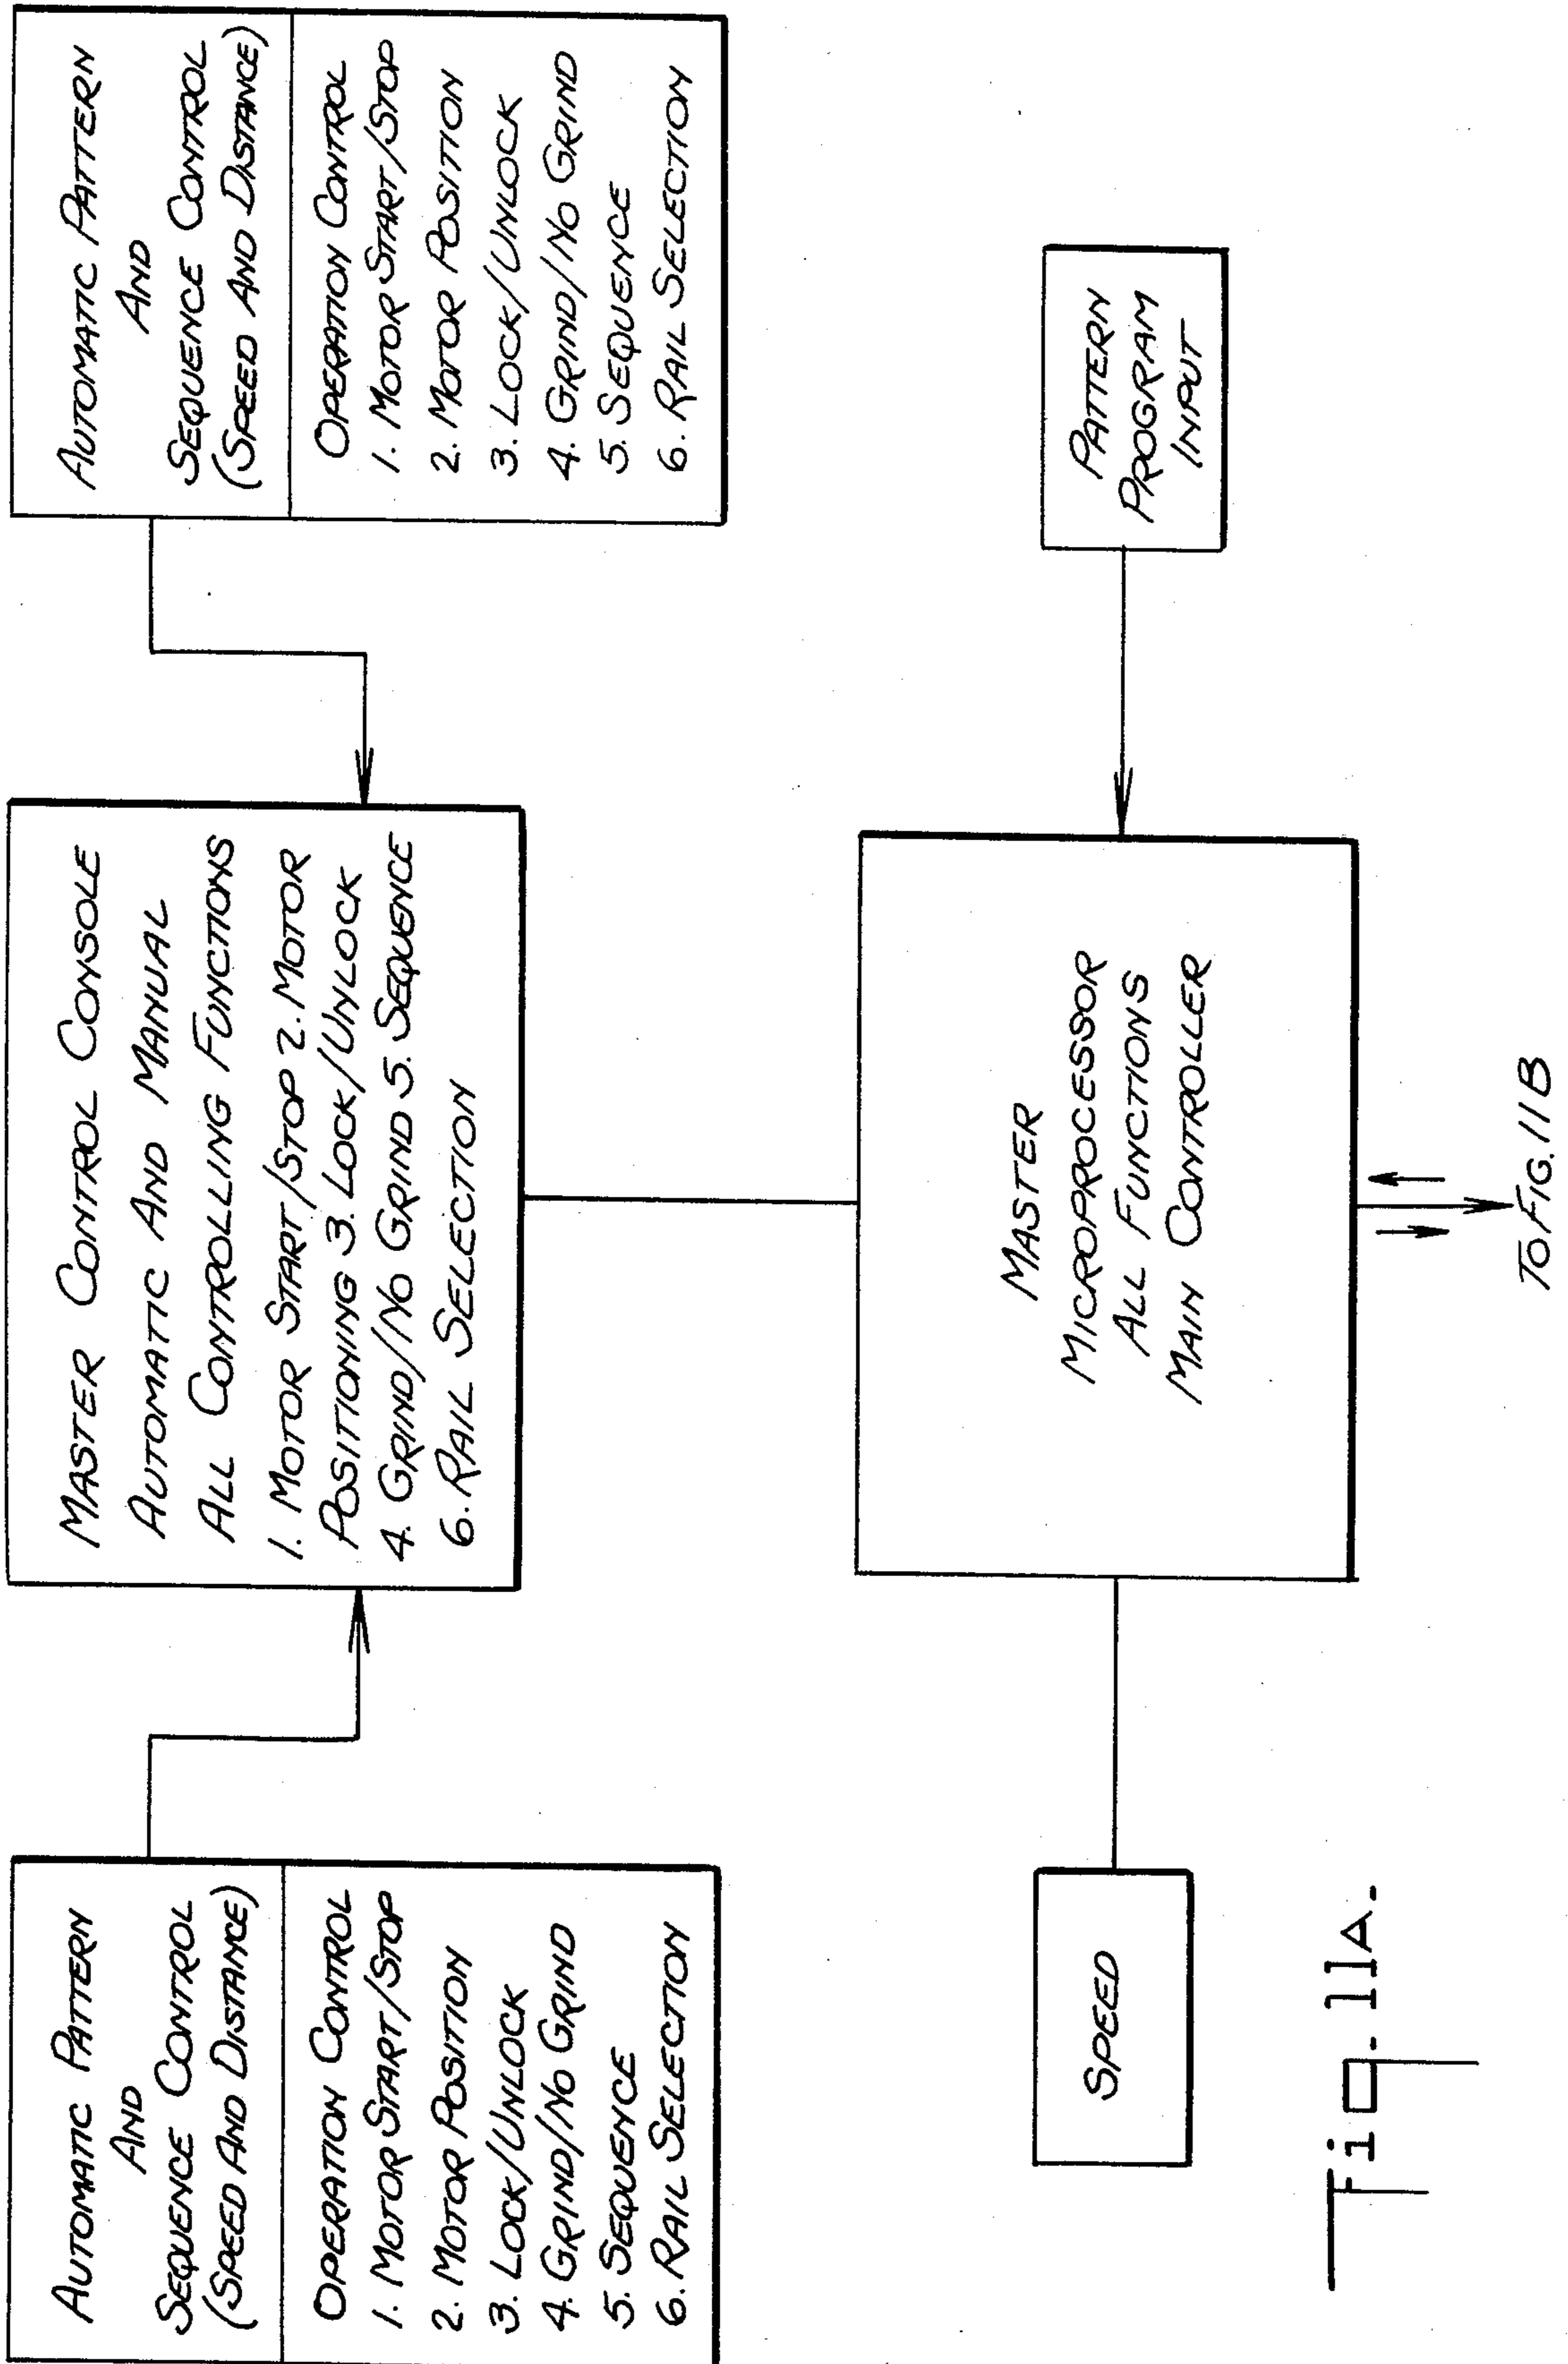 AUTOMATIC PATTERN
AND
SEQUENCE CONTROL
(SPEED AND DISTANCE)
OPERATION CONTROL
1. MOTOR START/STOP
2. MOTOR POSITION
3. LOCK/UNLOCK
4. GRIND/NO GRIND
5. SEQUENCE
6. RAIL SELECTION
MASTER CONTROL CONSOLE
AUTOMATIC AND MANUAL
ALL CONTROLLING FUNCTIONS
1. MOTOR START/STOP 2. MOTOR
POSITIONING 3. LOCK/UNLOCK
4. GRIND/NO GRIND 5. SEQUENCE
6. RAIL SELECTION
AUTOMATIC PATTERN
AND
SEQUENCE CONTROL
(SPEED AND DISTANCE)
OPERATION CONTROL
1. MOTOR START/STOP
2. MOTOR POSITION
3. LOCK/UNLOCK
4. GRIND/NO GRIND
5. SEQUENCE
6. RAIL SELECTION
SPEED
MASTER
MICROPROCESSOR
ALL FUNCTIONS
MAIN CONTROLLER
PATTERN
PROGRAM
INPUT
TO FIG. 11B
Fig. 11A.